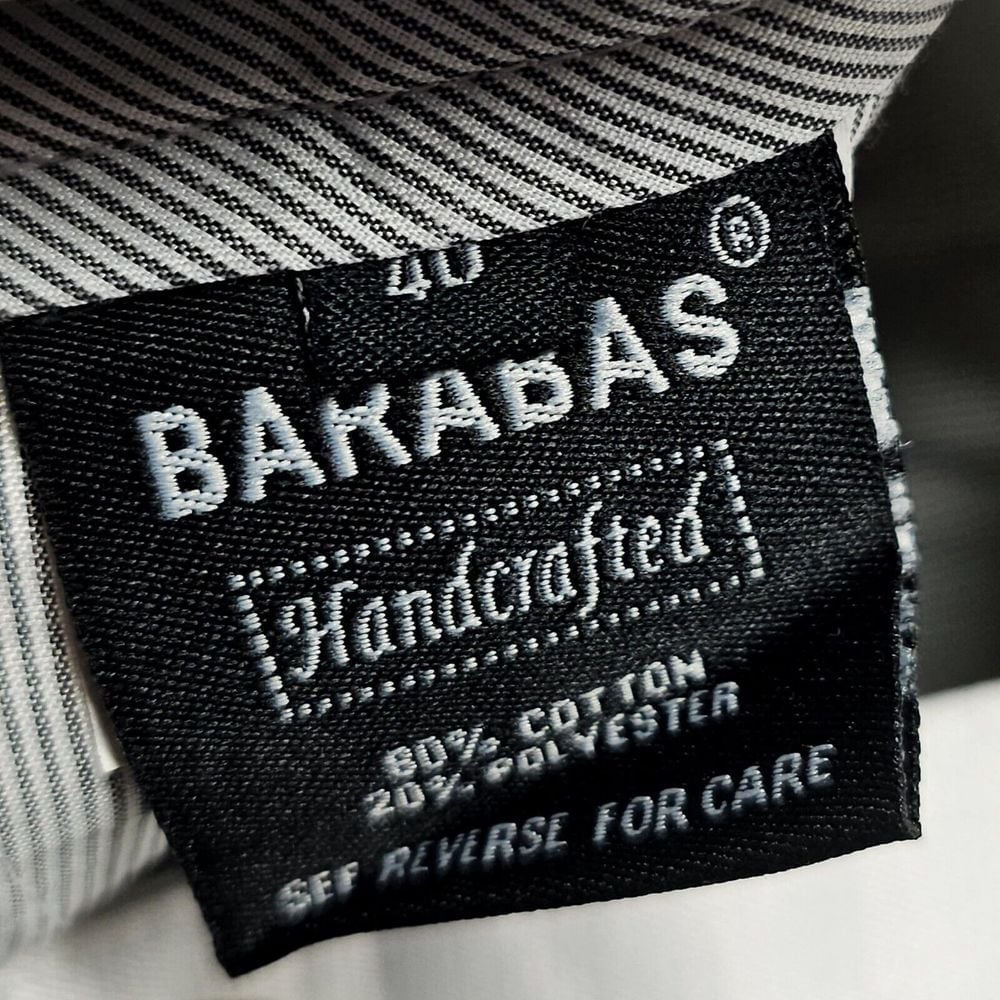 40
BARABAS®
Handcrafted
80% COTTON
20% POLYESTER
SEE REVERSE FOR CARE